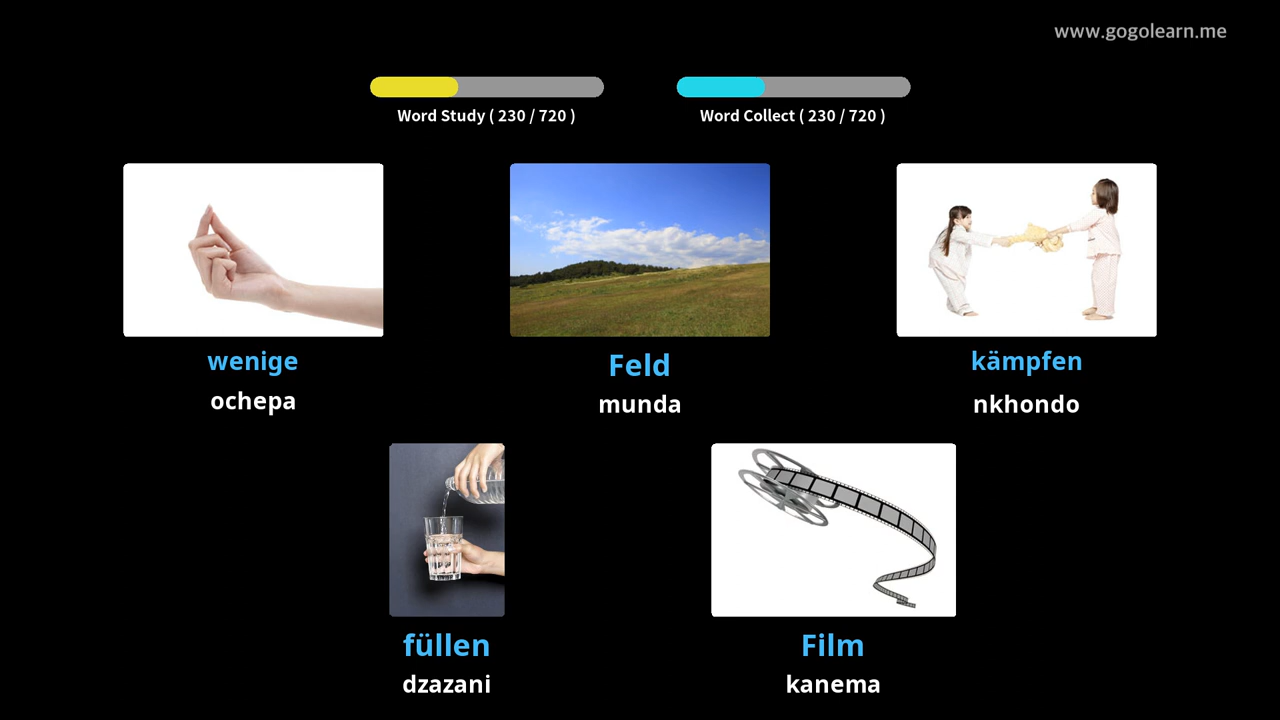 www.gogolearn.me
Word Study ( 230 / 720 )
Word Collect ( 230 / 720 )
wenige
ochepa
Feld
munda
kämpfen
nkhondo
füllen
dzazani
Film
kanema